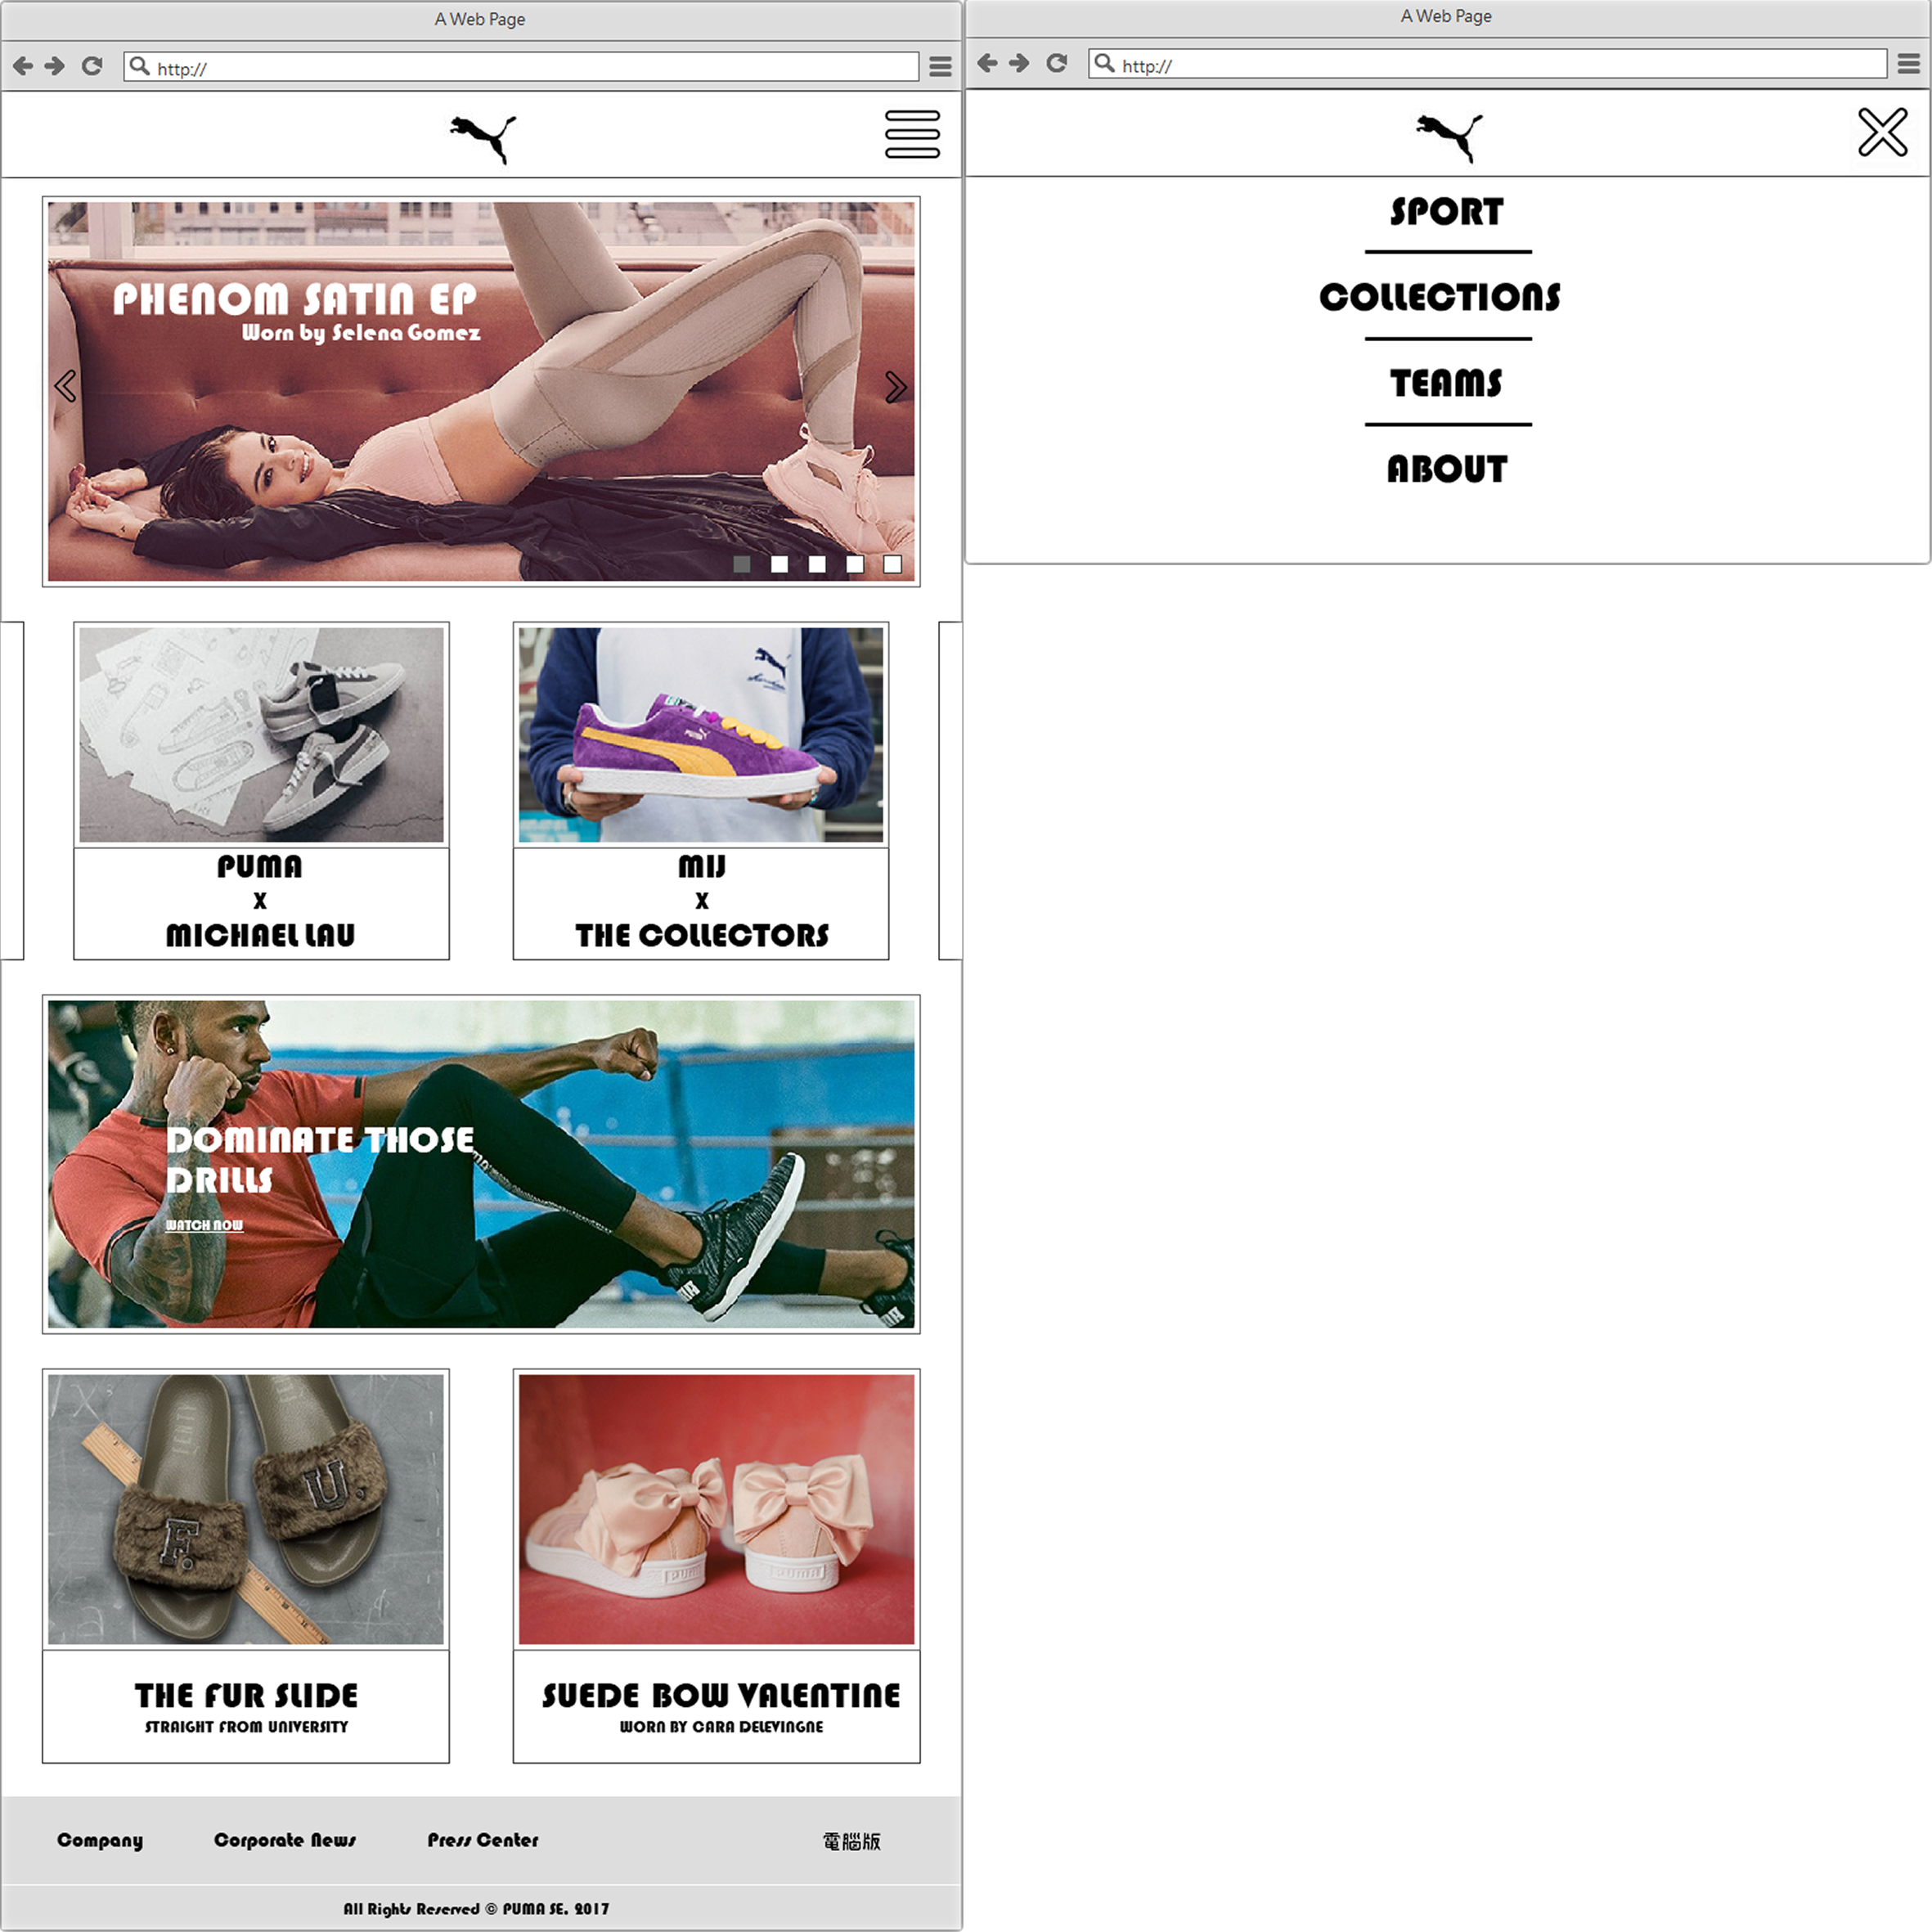 A Web Page
http://
PHENOM SATIN EP
Worn by Selena Gomez
PUMA
X
MICHAEL LAU
MIJ
X
THE COLLECTORS
DOMINATE THOSE
DRILLS
WATCH NOW
FENTY
F.
U.
PUMA
THE FUR SLIDE
STRAIGHT FROM UNIVERSITY
SUEDE BOW VALENTINE
WORN BY CARA DELEVINGNE
Company
Corporate News
Press Center
電腦版
All Rights Reserved © PUMA SE. 2017
A Web Page
http://
SPORT
COLLECTIONS
TEAMS
ABOUT